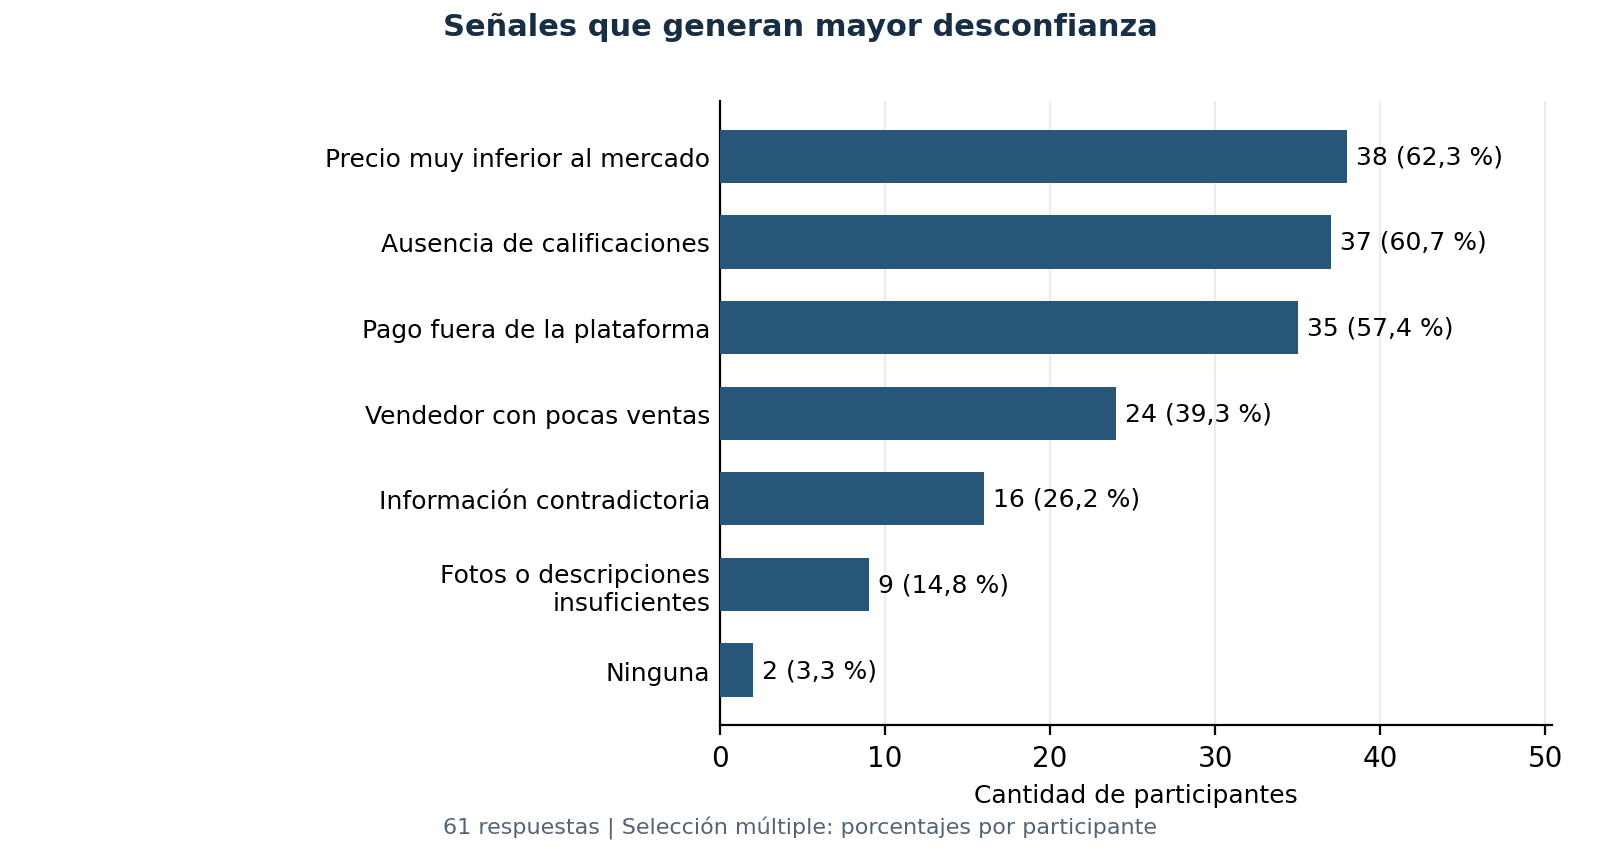 Señales que generan mayor desconfianza
Precio muy inferior al mercado
38 (62,3 %)
Ausencia de calificaciones
37 (60,7 %)
Pago fuera de la plataforma
35 (57,4 %)
Vendedor con pocas ventas
24 (39,3 %)
Información contradictoria
16 (26,2 %)
Fotos o descripciones
insuficientes
9 (14,8 %)
Ninguna
2 (3,3 %)
0 10 20 30 40 50
Cantidad de participantes
61 respuestas | Selección múltiple: porcentajes por participante